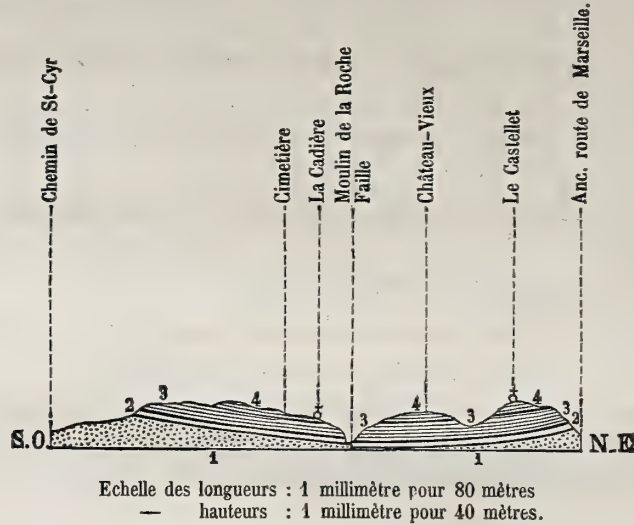 Chemin de St-Cyr
Cimetière
La Cadière
Moulin de la Roche
Faille
Château-Vieux
Le Castellet
Anc. route de Marseille.
2 3 4 3 4 3 4 3 2
S.O N_E
1 1
Echelle des longueurs : 1 millimètre pour 80 mètres
— hauteurs : 1 millimètre pour 40 mètres.